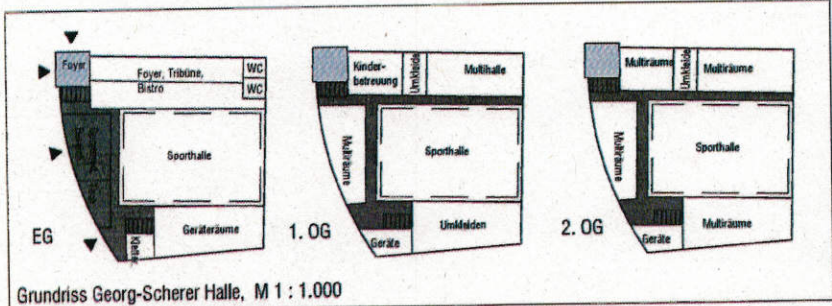 Foyer
Foyer, Tribüne,
Bistro
WC
WC
Sporthalle
Geräteräume
EG
Kinder-
betreuung
Umkleide
Multihalle
Multiräume
Sporthalle
Geräte
Umkleiden
1. OG
Multiräume
Umkleide
Multiräume
Multiräume
Sporthalle
Geräte
Multiräume
2. OG
Grundriss Georg-Scherer Halle, M 1 : 1.000